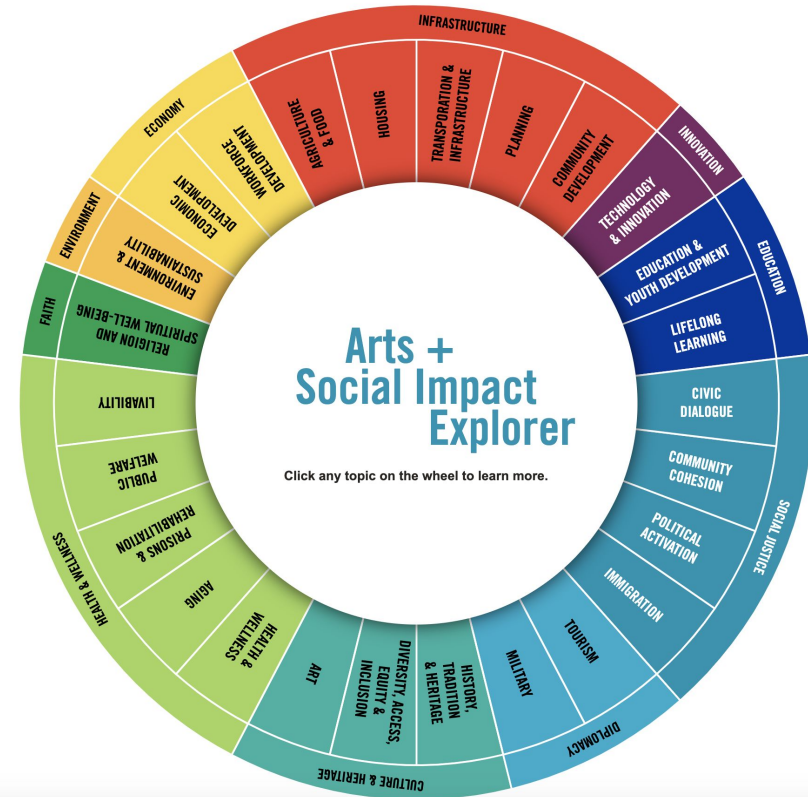 INFRASTRUCTURE
AGRICULTURE
& FOOD
HOUSING
TRANSPORATION &
INFRASTRUCTURE
PLANNING
COMMUNITY
DEVELOPMENT
INNOVATION
TECHNOLOGY
& INNOVATION
EDUCATION
EDUCATION &
YOUTH DEVELOPMENT
LIFELONG
LEARNING
SOCIAL JUSTICE
CIVIC
DIALOGUE
COMMUNITY
COHESION
POLITICAL
ACTIVATION
IMMIGRATION
DIPLOMACY
TOURISM
MILITARY
CULTURE & HERITAGE
HISTORY,
TRADITION
& HERITAGE
DIVERSITY, ACCESS,
EQUITY &
INCLUSION
ART
HEALTH & WELLNESS
HEALTH &
WELLNESS
AGING
PRISONS &
REHABILITATION
PUBLIC
WELFARE
LIVABILITY
FAITH
RELIGION AND
SPIRITUAL WELL-BEING
ENVIRONMENT
ENVIRONMENT &
SUSTAINABILITY
ECONOMY
ECONOMIC
DEVELOPMENT
WORKFORCE
DEVELOPMENT
Arts +
Social Impact
Explorer
Click any topic on the wheel to learn more.